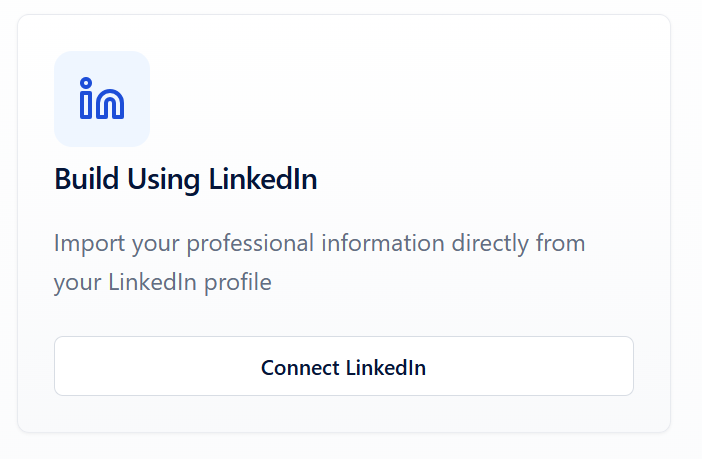 in
Build Using LinkedIn
Import your professional information directly from
your LinkedIn profile
Connect LinkedIn